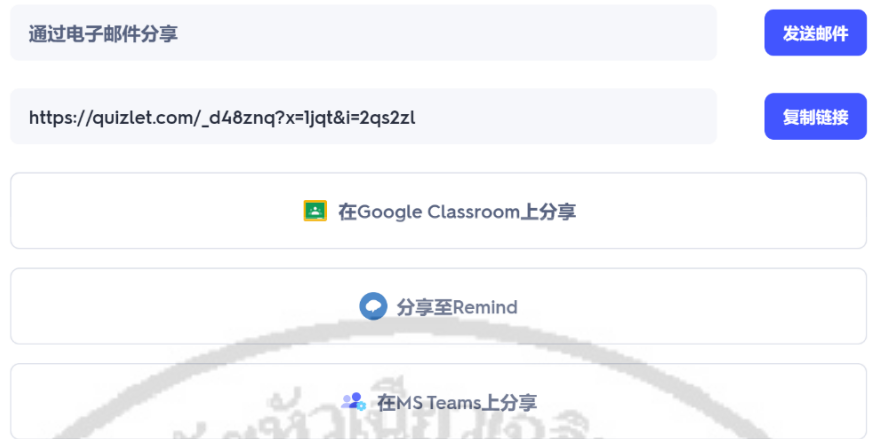 通过电子邮件分享
发送邮件
https://quizlet.com/_d48znq?x=1jqt&i=2qs2zl
复制链接
在Google Classroom上分享
分享至Remind
在MS Teams上分享